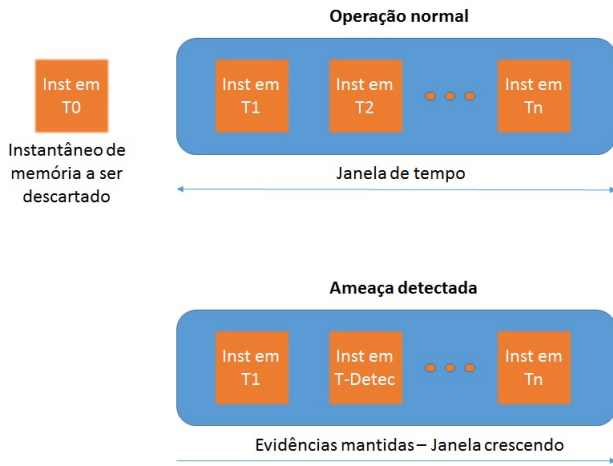 Operação normal
Inst em
T0
Inst em
T1
Inst em
T2
Inst em
Tn
Instantâneo de
memória a ser
descartado
Janela de tempo
Ameaça detectada
Inst em
T1
Inst em
T-Detec
Inst em
Tn
Evidências mantidas – Janela crescendo